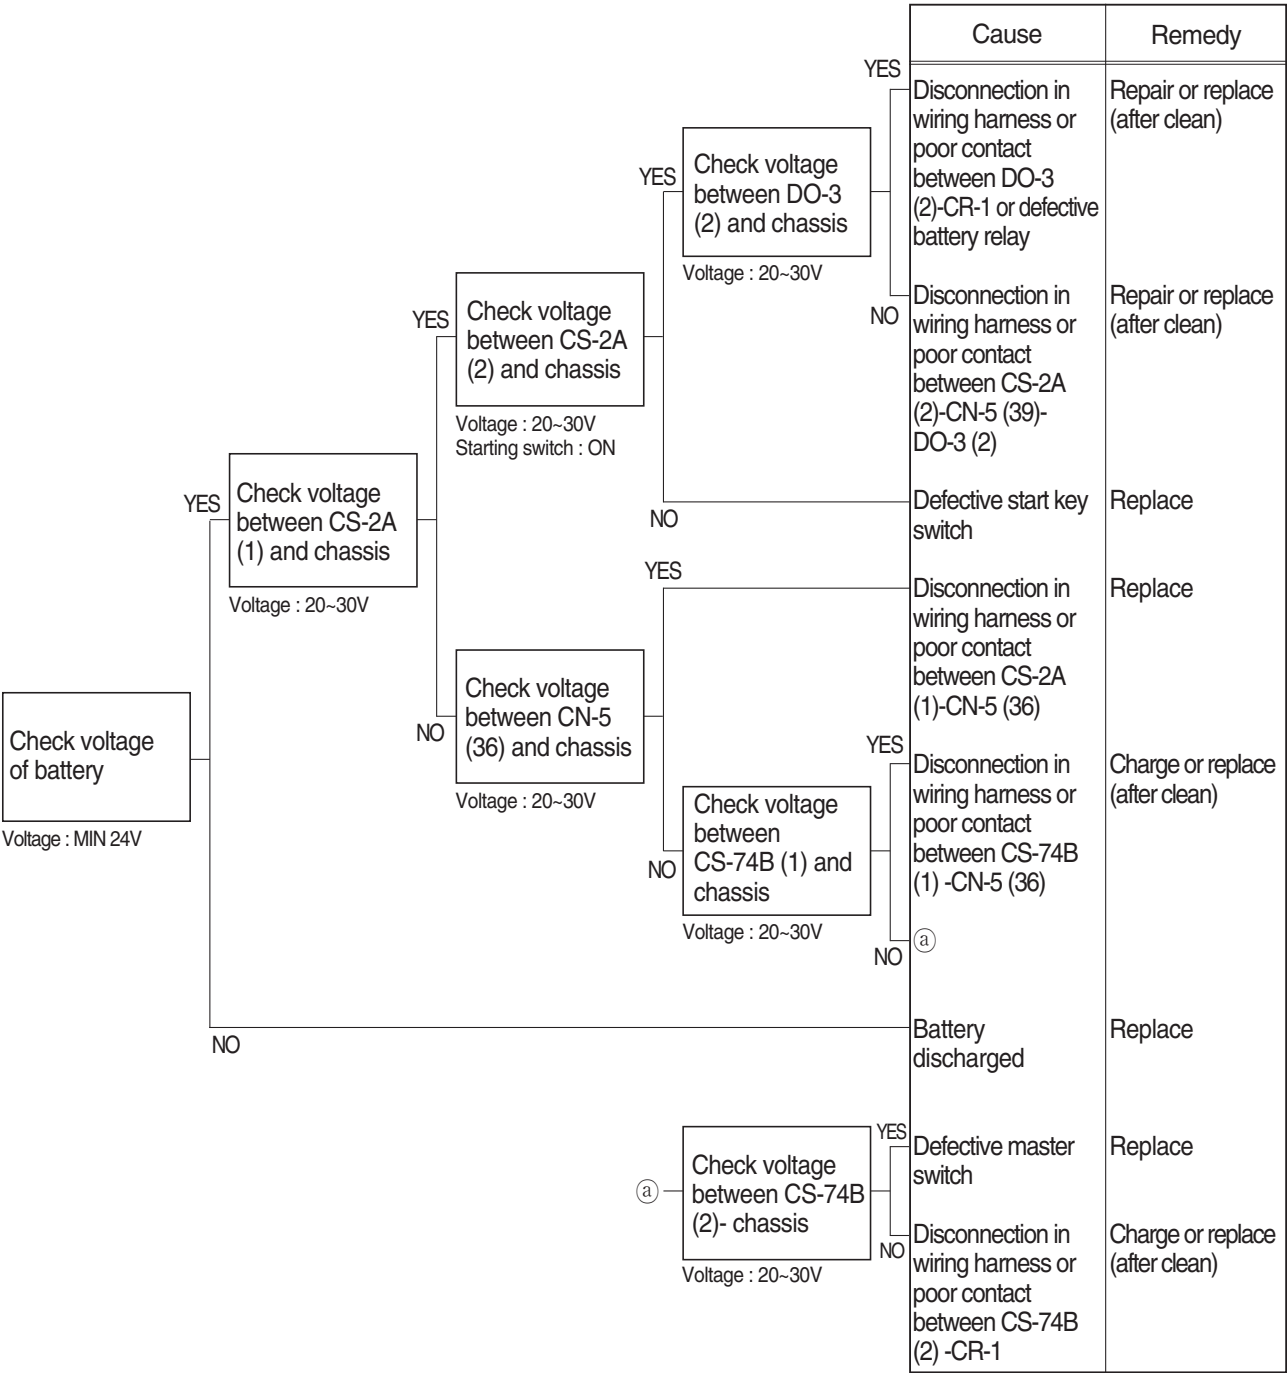 Cause
Remedy
YES
Disconnection in
wiring harness or
poor contact
between DO-3
(2)-CR-1 or defective
battery relay
Repair or replace
(after clean)
YES
Check voltage
between DO-3
(2) and chassis
Voltage : 20~30V
NO
Disconnection in
wiring harness or
poor contact
between CS-2A
(2)-CN-5 (39)-
DO-3 (2)
Repair or replace
(after clean)
YES
Check voltage
between CS-2A
(2) and chassis
Voltage : 20~30V
Starting switch : ON
NO
Defective start key
switch
Replace
YES
Check voltage
between CS-2A
(1) and chassis
Voltage : 20~30V
YES
Disconnection in
wiring harness or
poor contact
between CS-2A
(1)-CN-5 (36)
Replace
NO
Check voltage
between CN-5
(36) and chassis
Voltage : 20~30V
Check voltage
of battery
Voltage : MIN 24V
YES
Disconnection in
wiring harness or
poor contact
between CS-74B
(1) -CN-5 (36)
Charge or replace
(after clean)
NO
Check voltage
between
CS-74B (1) and
chassis
Voltage : 20~30V
NO
ⓐ
NO
Battery
discharged
Replace
ⓐ
Check voltage
between CS-74B
(2)- chassis
Voltage : 20~30V
YES
Defective master
switch
Replace
NO
Disconnection in
wiring harness or
poor contact
between CS-74B
(2) -CR-1
Charge or replace
(after clean)